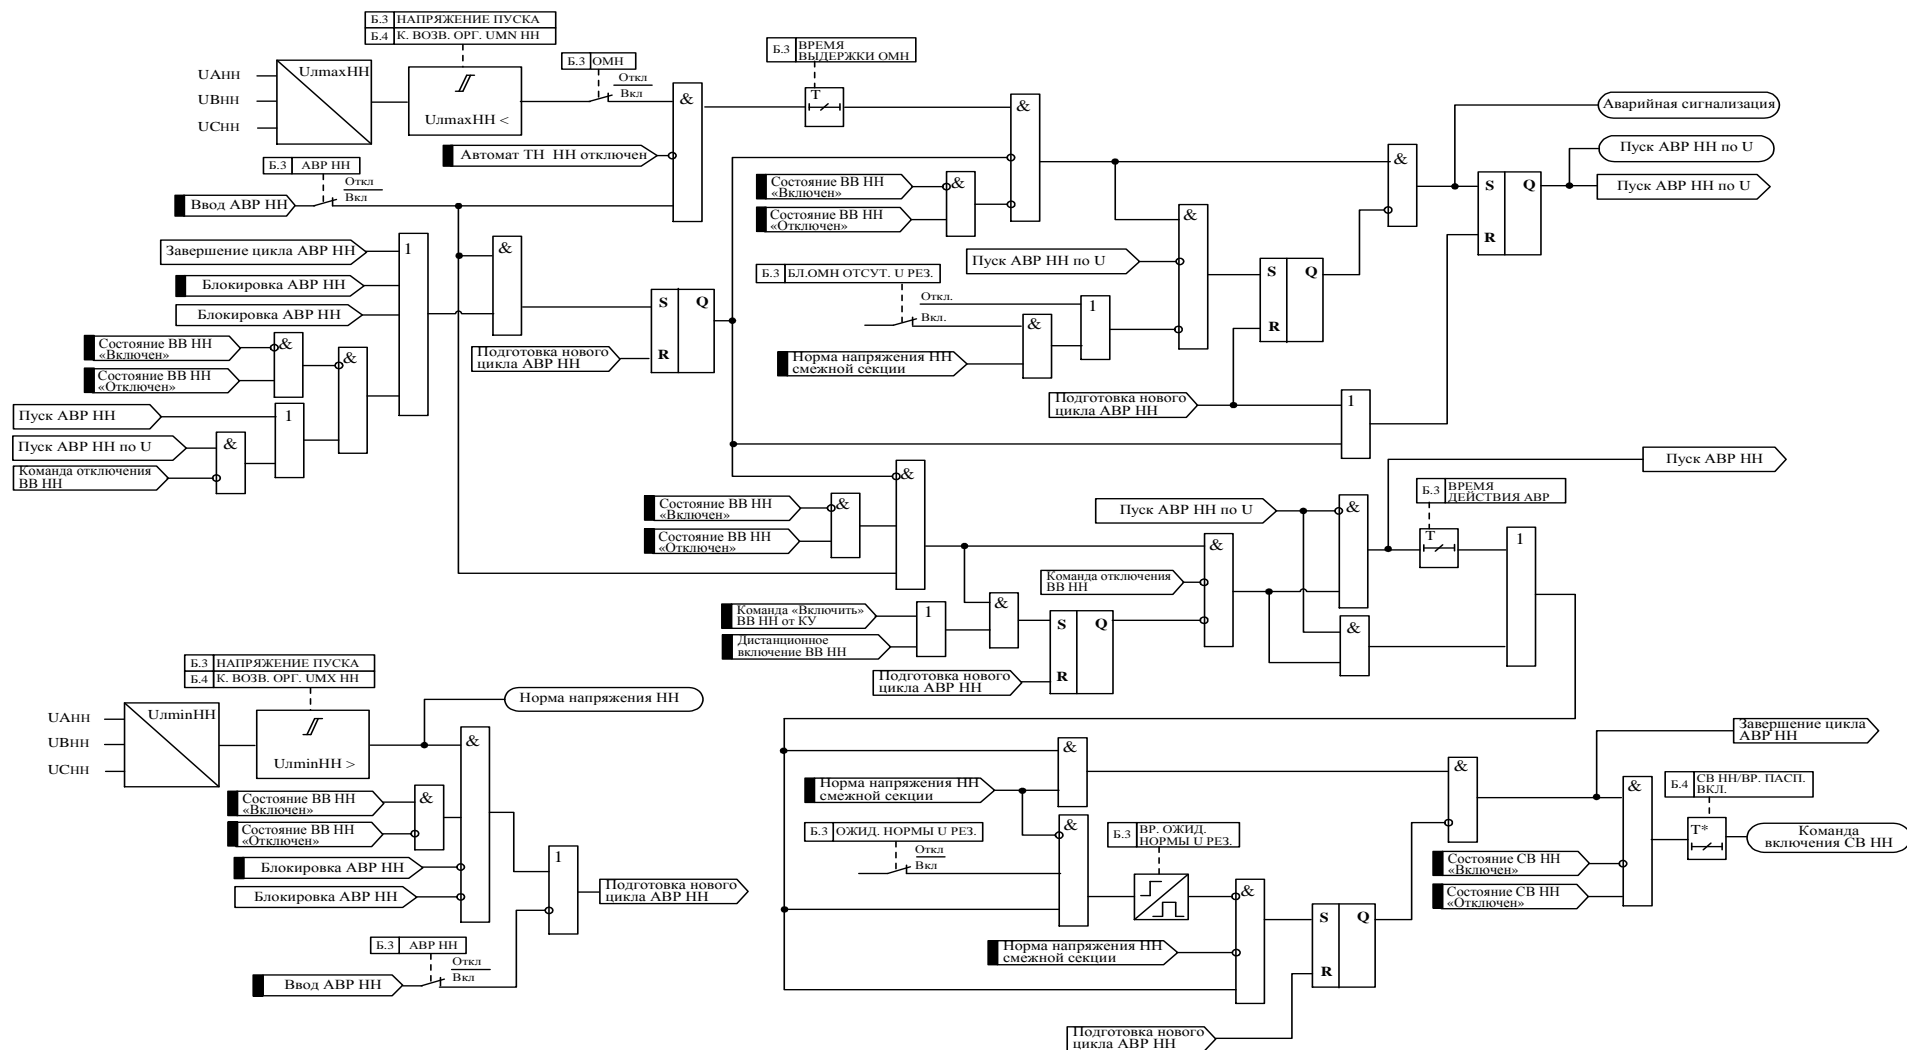 Б.3 НАПРЯЖЕНИЕ ПУСКА
Б.4 К. ВОЗВ. ОРГ. UMN НН
UAНН
UBНН
UCНН
UлmaxНН
UлmaxНН <
Б.3 ОМН
Откл
Вкл
&
Автомат ТН НН отключен
Б.3 АВР НН
Откл
Вкл
Ввод АВР НН
Б.3 ВРЕМЯ
ВЫДЕРЖКИ ОМН
T
&
Состояние ВВ НН
«Включен»
Состояние ВВ НН
«Отключен»
&
&
Аварийная сигнализация
Пуск АВР НН по U
Пуск АВР НН по U
S Q
R
Завершение цикла АВР НН
Блокировка АВР НН
Блокировка АВР НН
1
&
Состояние ВВ НН
«Включен»
Состояние ВВ НН
«Отключен»
&
&
Пуск АВР НН
Пуск АВР НН по U
Команда отключения
ВВ НН
&
1
S Q
R
Подготовка нового
цикла АВР НН
Пуск АВР НН по U
&
Б.3 БЛ.ОМН ОТСУТ. U РЕЗ.
Откл.
Вкл.
&
1
Норма напряжения НН
смежной секции
S Q
R
Подготовка нового
цикла АВР НН
1
&
Состояние ВВ НН
«Включен»
Состояние ВВ НН
«Отключен»
&
Пуск АВР НН по U
&
Пуск АВР НН
Б.3 ВРЕМЯ
ДЕЙСТВИЯ АВР
T
1
Команда отключения
ВВ НН
&
Команда «Включить»
ВВ НН от КУ
Дистанционное
включение ВВ НН
1
&
S Q
R
Подготовка нового
цикла АВР НН
&
Б.3 НАПРЯЖЕНИЕ ПУСКА
Б.4 К. ВОЗВ. ОРГ. UMX НН
UAНН
UBНН
UCНН
UлminНН
UлminНН >
Норма напряжения НН
&
Состояние ВВ НН
«Включен»
Состояние ВВ НН
«Отключен»
&
Блокировка АВР НН
Блокировка АВР НН
1
Подготовка нового
цикла АВР НН
Б.3 АВР НН
Откл
Вкл
Ввод АВР НН
&
Норма напряжения НН
смежной секции
Б.3 ОЖИД. НОРМЫ U РЕЗ.
Откл
Вкл
&
Б.3 ВР. ОЖИД.
НОРМЫ U РЕЗ.
&
Норма напряжения НН
смежной секции
S Q
R
Подготовка нового
цикла АВР НН
&
Завершение цикла
АВР НН
&
Состояние СВ НН
«Включен»
Состояние СВ НН
«Отключен»
Б.4 СВ НН/ВР. ПАСП.
ВКЛ.
T*
Команда
включения СВ НН